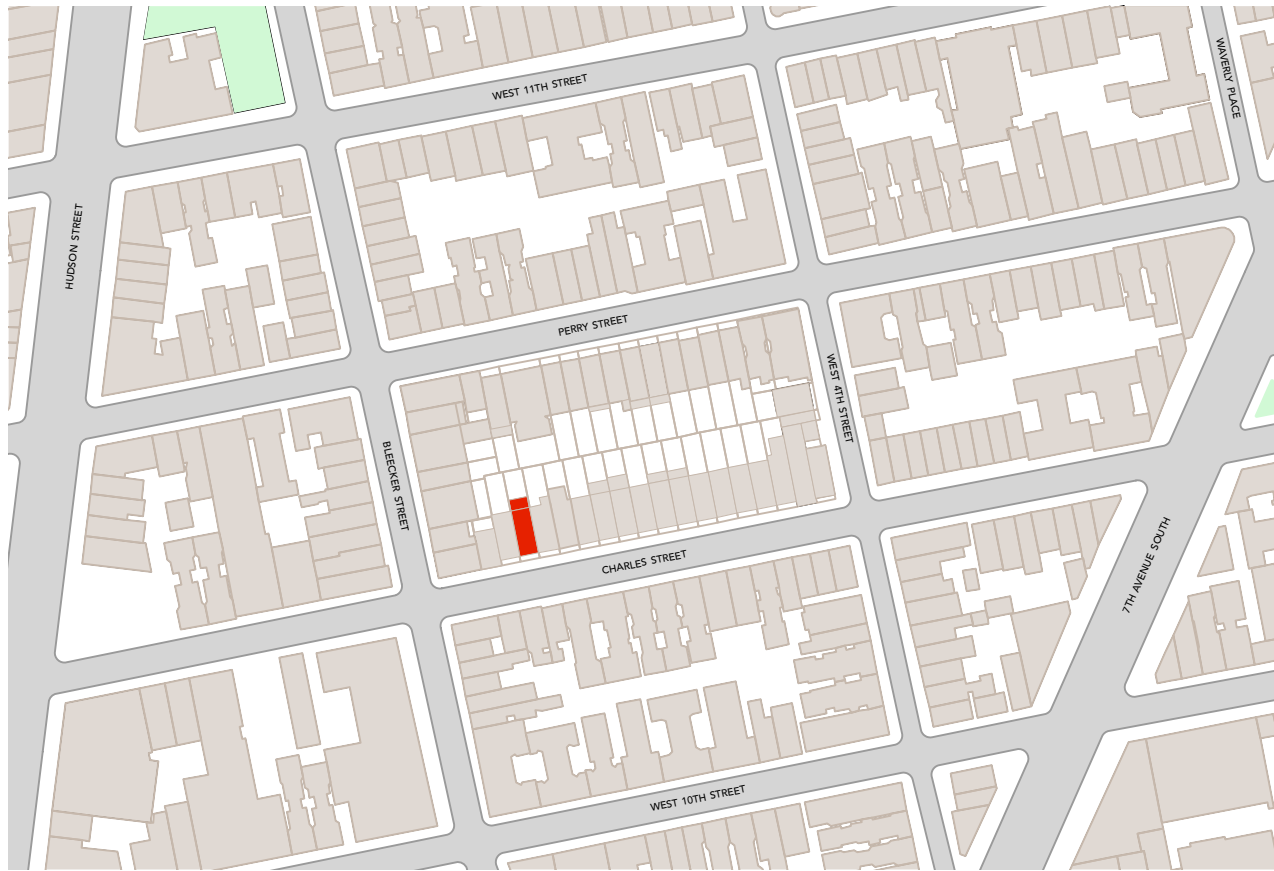 WAVERLY PLACE
WEST 11TH STREET
HUDSON STREET
PERRY STREET
WEST 4TH STREET
BLEECKER STREET
CHARLES STREET
7TH AVENUE SOUTH
WEST 10TH STREET